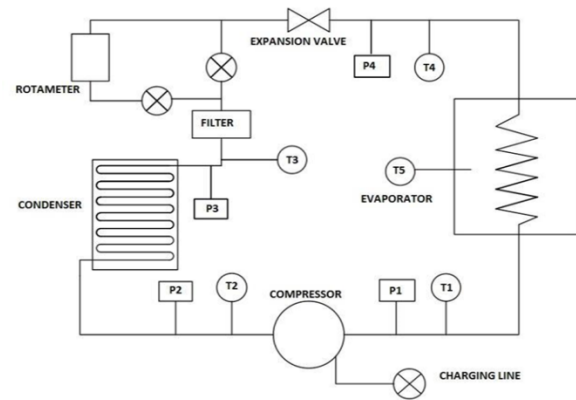 EXPANSION VALVE
P4
T4
ROTAMETER
FILTER
T3
T5
CONDENSER
P3
EVAPORATOR
P2
T2
COMPRESSOR
P1
T1
CHARGING LINE